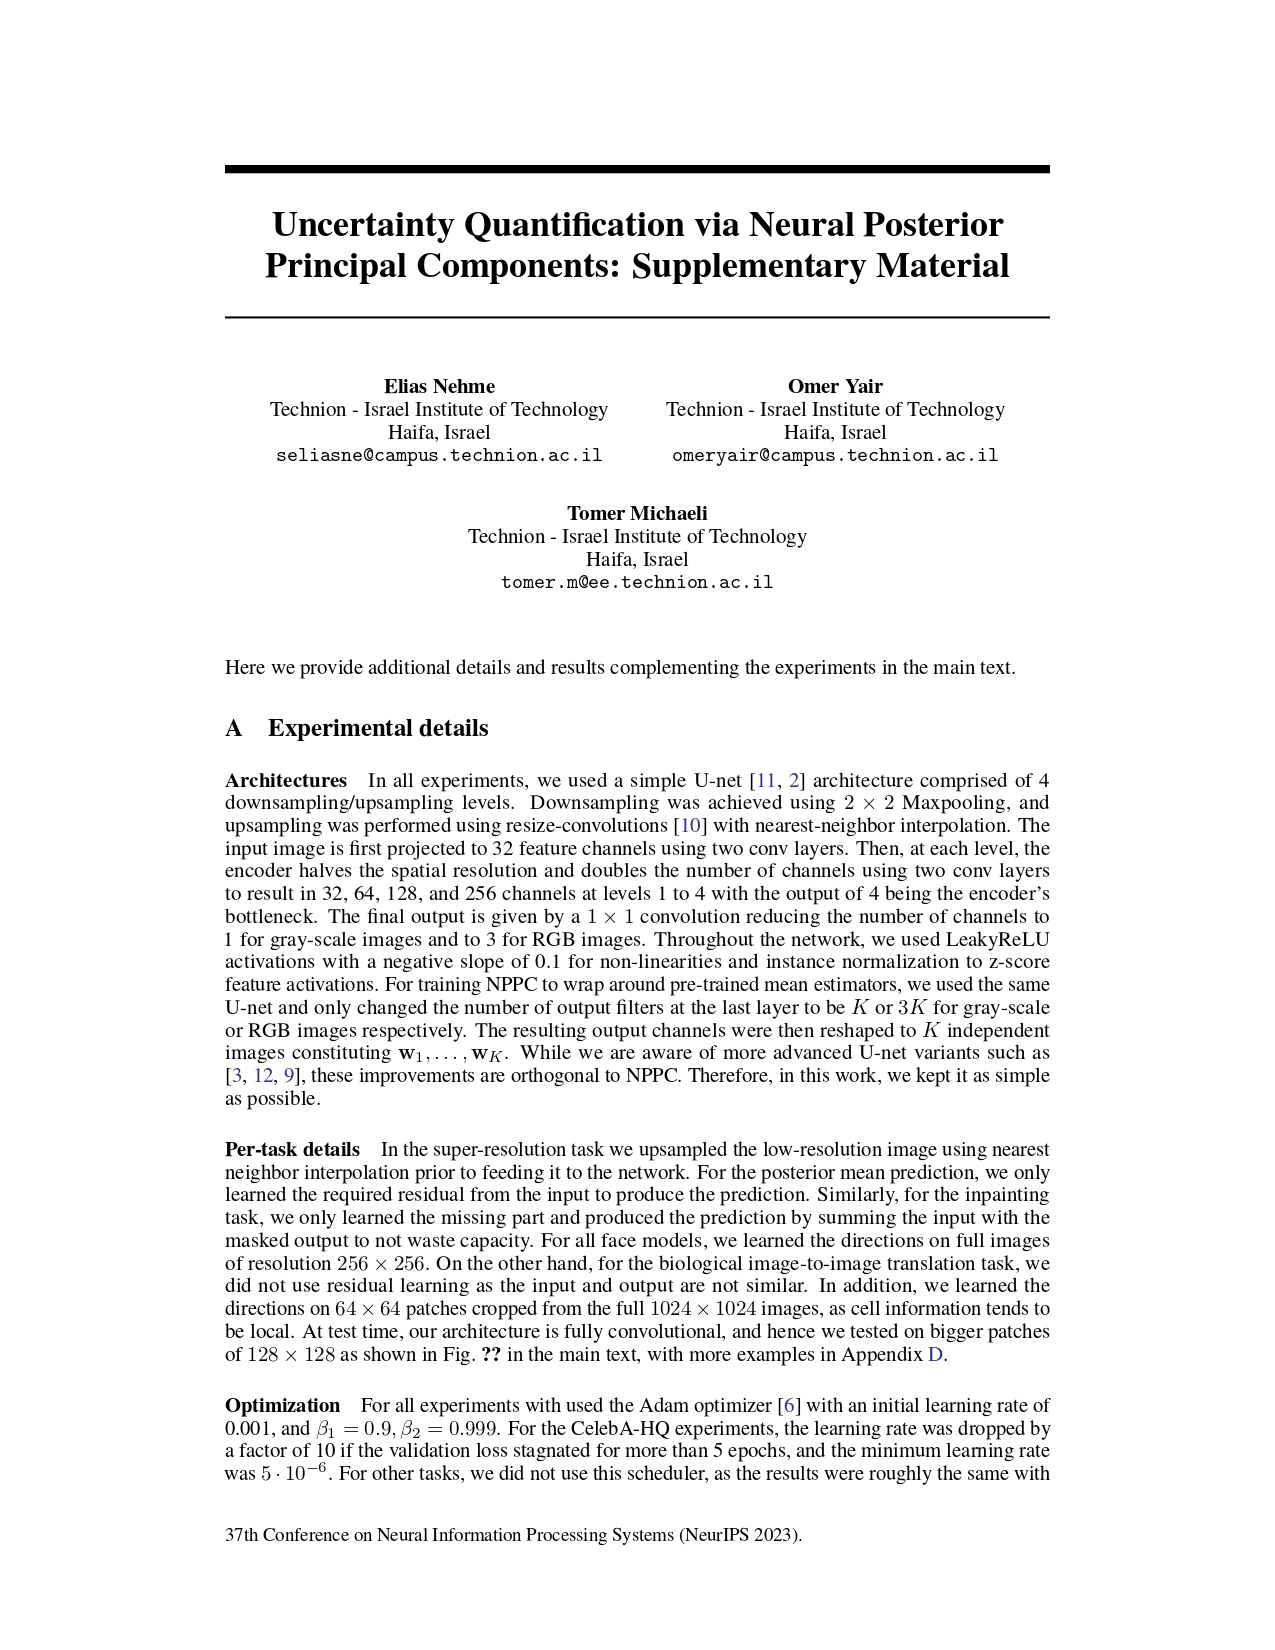 Uncertainty Quantification via Neural Posterior
Principal Components: Supplementary Material
Elias Nehme
Technion - Israel Institute of Technology
Haifa, Israel
seliasne@campus.technion.ac.il
Omer Yair
Technion - Israel Institute of Technology
Haifa, Israel
omeryair@campus.technion.ac.il
Tomer Michaeli
Technion - Israel Institute of Technology
Haifa, Israel
tomer.m@ee.technion.ac.il
Here we provide additional details and results complementing the experiments in the main text.
A Experimental details
Architectures In all experiments, we used a simple U-net [11, 2] architecture comprised of 4
downsampling/upsampling levels. Downsampling was achieved using 2 × 2 Maxpooling, and
upsampling was performed using resize-convolutions [10] with nearest-neighbor interpolation. The
input image is first projected to 32 feature channels using two conv layers. Then, at each level, the
encoder halves the spatial resolution and doubles the number of channels using two conv layers
to result in 32, 64, 128, and 256 channels at levels 1 to 4 with the output of 4 being the encoder's
bottleneck. The final output is given by a 1 × 1 convolution reducing the number of channels to
1 for gray-scale images and to 3 for RGB images. Throughout the network, we used LeakyReLU
activations with a negative slope of 0.1 for non-linearities and instance normalization to z-score
feature activations. For training NPPC to wrap around pre-trained mean estimators, we used the same
U-net and only changed the number of output filters at the last layer to be K or 3K for gray-scale
or RGB images respectively. The resulting output channels were then reshaped to K independent
images constituting w₁, . . . , w_K. While we are aware of more advanced U-net variants such as
[3, 12, 9], these improvements are orthogonal to NPPC. Therefore, in this work, we kept it as simple
as possible.
Per-task details In the super-resolution task we upsampled the low-resolution image using nearest
neighbor interpolation prior to feeding it to the network. For the posterior mean prediction, we only
learned the required residual from the input to produce the prediction. Similarly, for the inpainting
task, we only learned the missing part and produced the prediction by summing the input with the
masked output to not waste capacity. For all face models, we learned the directions on full images
of resolution 256 × 256. On the other hand, for the biological image-to-image translation task, we
did not use residual learning as the input and output are not similar. In addition, we learned the
directions on 64 × 64 patches cropped from the full 1024 × 1024 images, as cell information tends to
be local. At test time, our architecture is fully convolutional, and hence we tested on bigger patches
of 128 × 128 as shown in Fig. ?? in the main text, with more examples in Appendix D.
Optimization For all experiments with used the Adam optimizer [6] with an initial learning rate of
0.001, and β₁ = 0.9, β₂ = 0.999. For the CelebA-HQ experiments, the learning rate was dropped by
a factor of 10 if the validation loss stagnated for more than 5 epochs, and the minimum learning rate
was 5 · 10⁻⁶. For other tasks, we did not use this scheduler, as the results were roughly the same with
37th Conference on Neural Information Processing Systems (NeurIPS 2023).